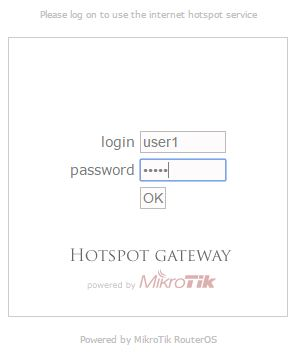 Please log on to use the internet hotspot service
login user1
password •••••
OK
HOTSPOT GATEWAY
powered by MikroTik
Powered by MikroTik RouterOS